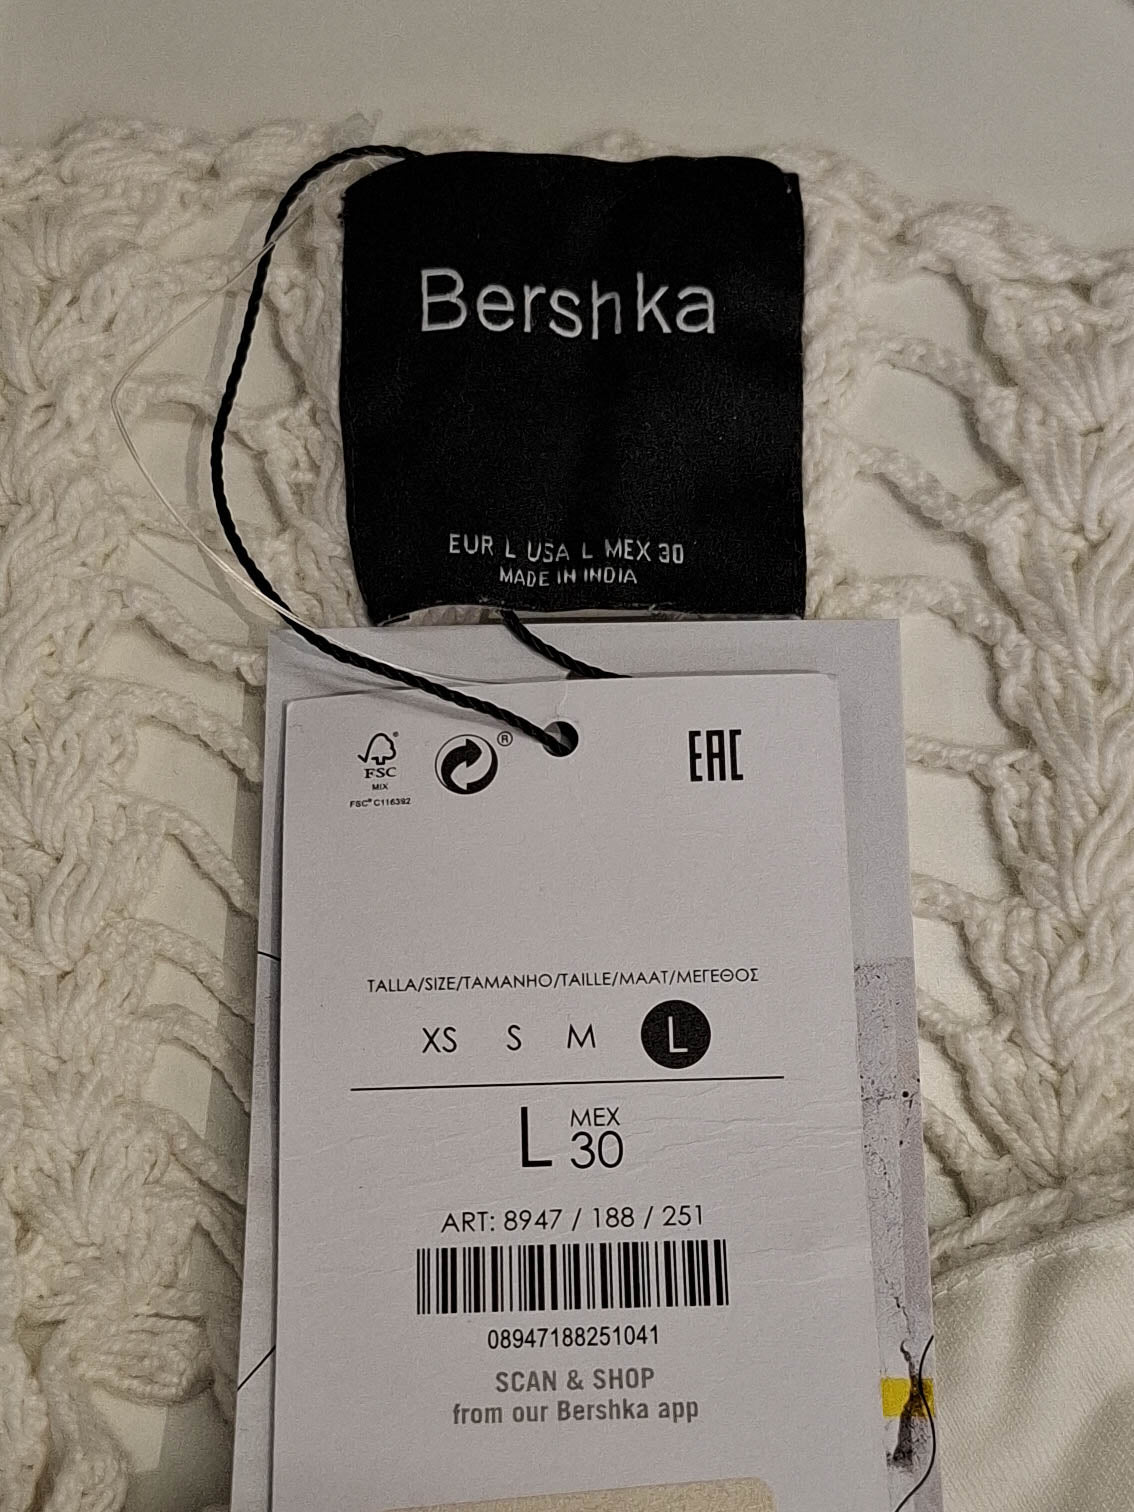 Bershka
EUR L USA L MEX 30
MADE IN INDIA
FSC®
MIX
FSC® C116382
®
EAC
TALLA/SIZE/TAMANHO/TAILLE/MAAT/ΜΕΓΕΘΟΣ
XS S M L
L MEX 30
ART: 8947 / 188 / 251
08947188251041
SCAN & SHOP
from our Bershka app